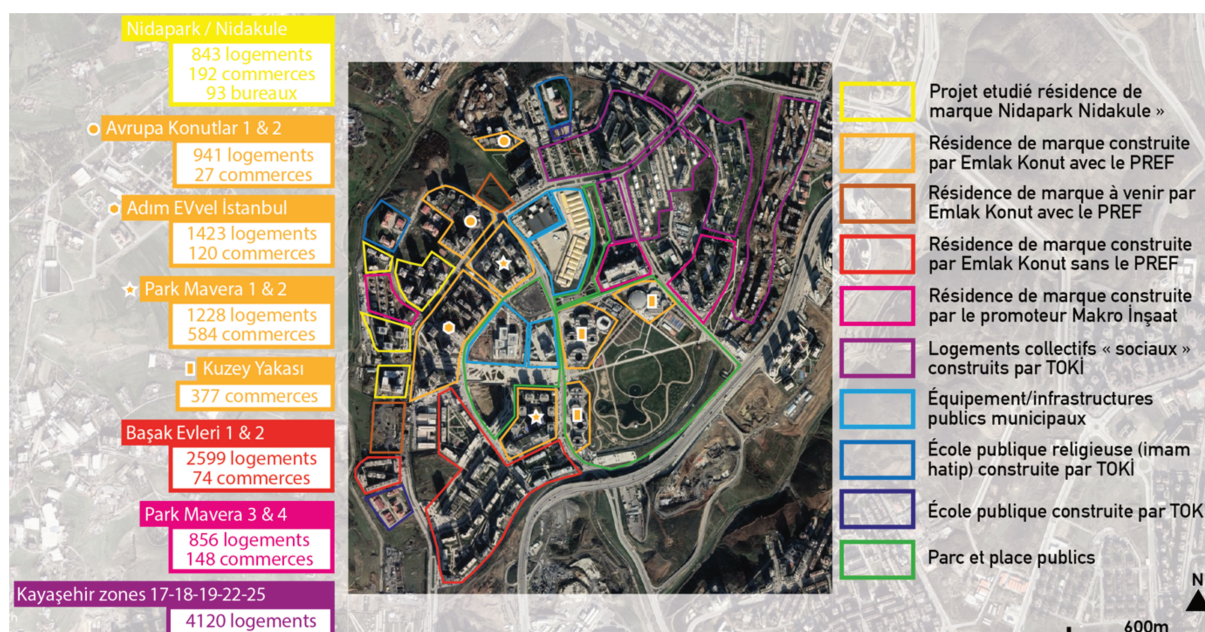 Nidapark / Nidakule
843 logements
192 commerces
93 bureaux
Avrupa Konutlar 1 & 2
941 logements
27 commerces
Adım EVvel İstanbul
1423 logements
120 commerces
Park Mavera 1 & 2
1228 logements
584 commerces
Kuzey Yakası
377 commerces
Başak Evleri 1 & 2
2599 logements
74 commerces
Park Mavera 3 & 4
856 logements
148 commerces
Kayaşehir zones 17-18-19-22-25
4120 logements
Projet etudié résidence de
marque Nidapark Nidakule »
Résidence de marque construite
par Emlak Konut avec le PREF
Résidence de marque à venir par
Emlak Konut avec le PREF
Résidence de marque construite
par Emlak Konut sans le PREF
Résidence de marque construite
par le promoteur Makro İnşaat
Logements collectifs « sociaux »
construits par TOKİ
Équipement/infrastructures
publics municipaux
École publique religieuse (imam
hatip) construite par TOKİ
École publique construite par TOK
Parc et place publics
N
600m